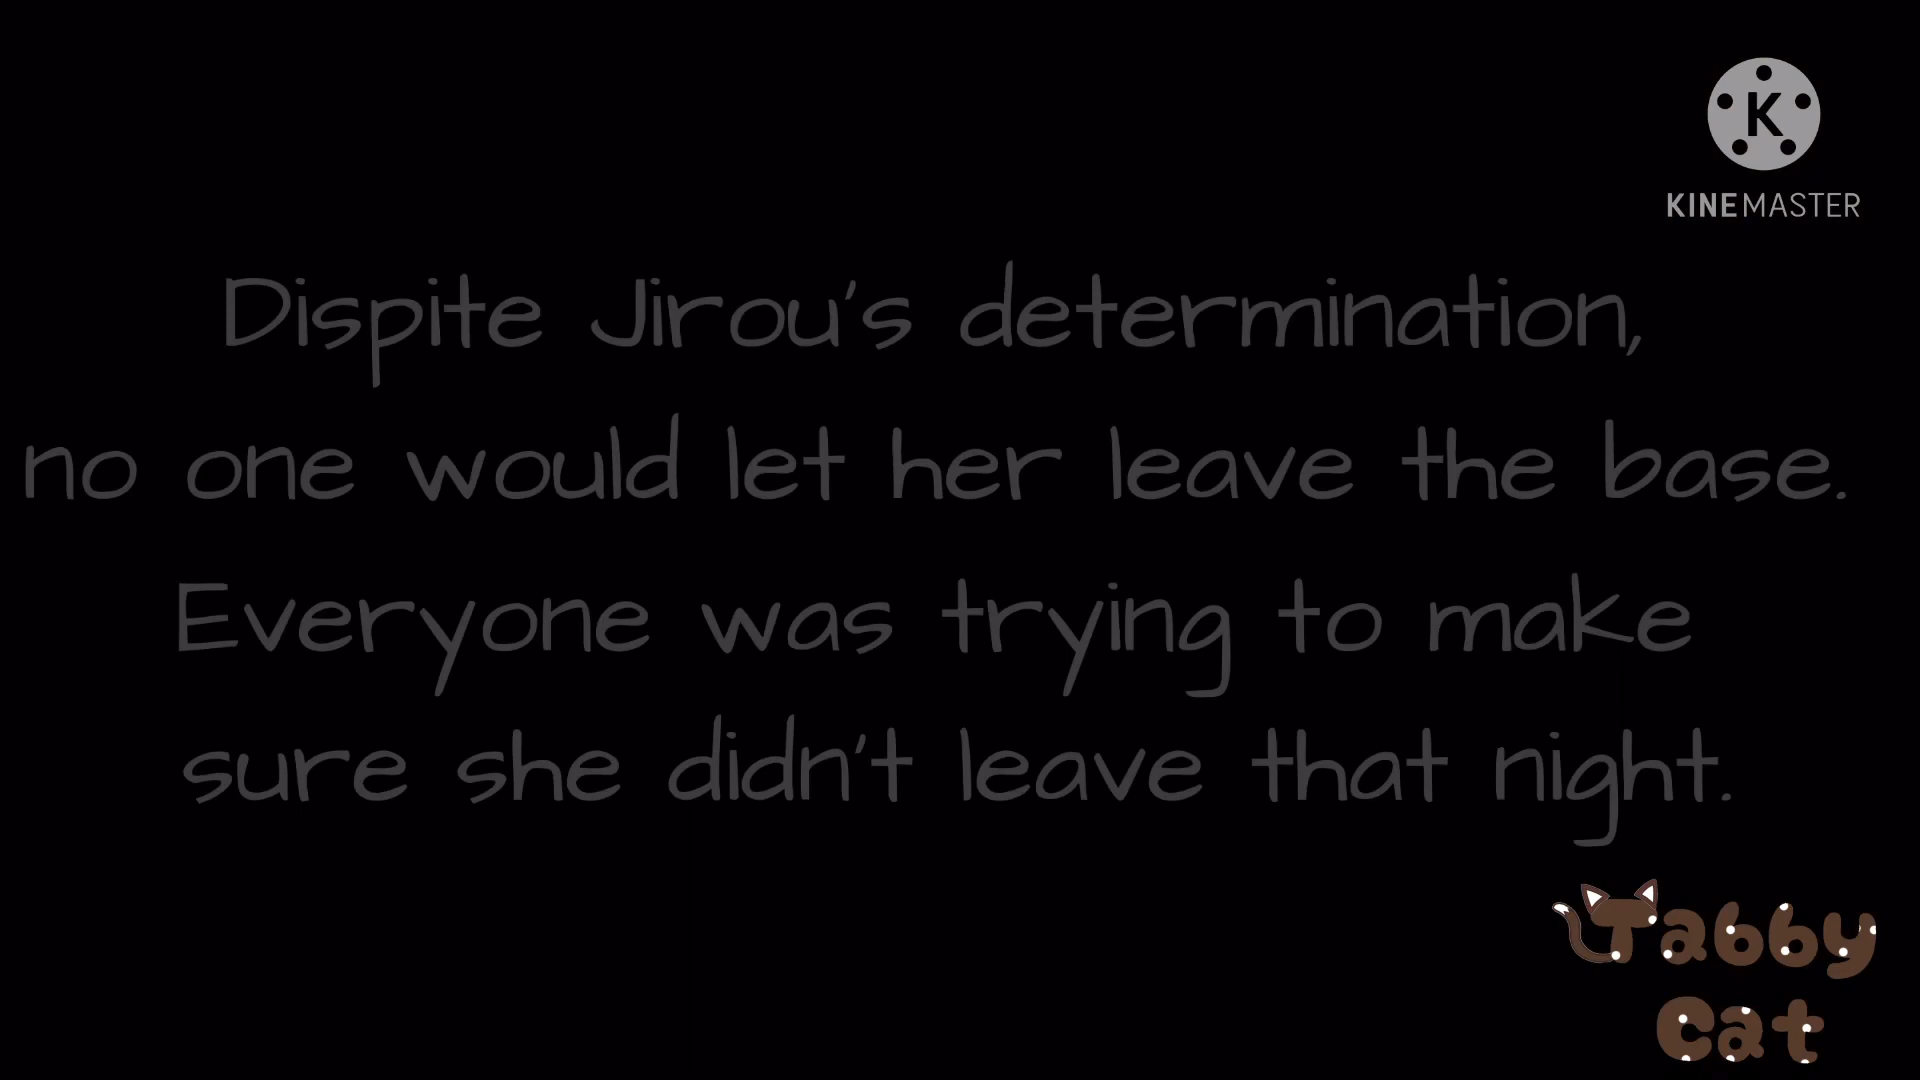 K
KINEMASTER
Dispite Jirou's determination,
no one would let her leave the base.
Everyone was trying to make
sure she didn't leave that night.
Tabby
Cat